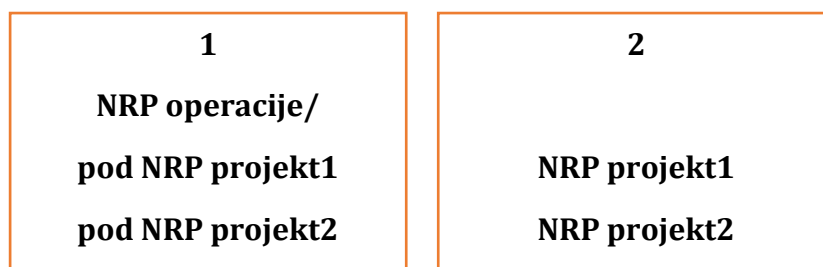 1
NRP operacije/
pod NRP projekt1
pod NRP projekt2
2
NRP projekt1
NRP projekt2